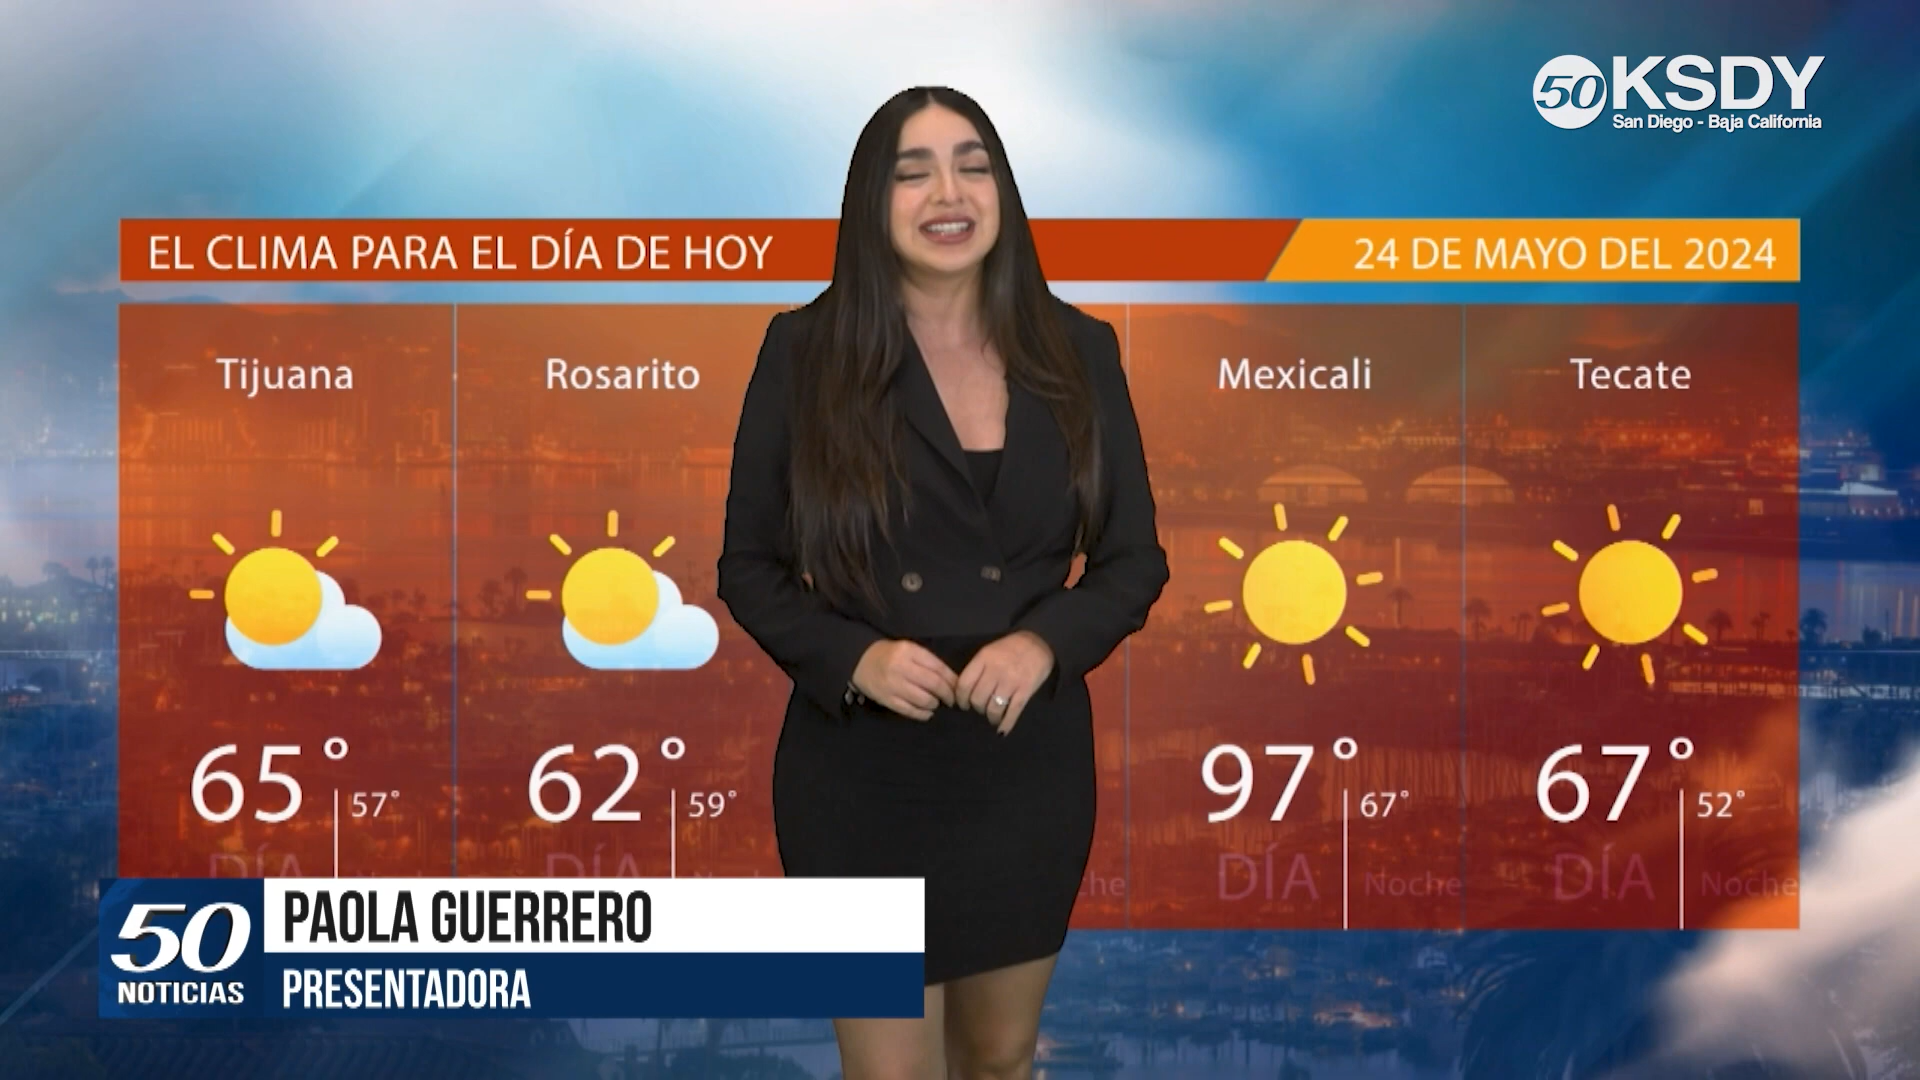 50 KSDY
San Diego - Baja California
EL CLIMA PARA EL DÍA DE HOY
24 DE MAYO DEL 2024
Tijuana
Rosarito
Mexicali
Tecate
65° 57°
62° 59°
97° 67°
67° 52°
DÍA
DÍA
DÍA Noche
DÍA Noche
50
NOTICIAS
PAOLA GUERRERO
PRESENTADORA